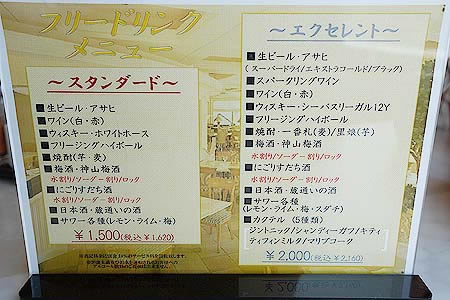 フリードリンク
メニュー
～スタンダード～
■生ビール・アサヒ
■ワイン(白・赤)
■ウィスキー・ホワイトホース
■フリージングハイボール
■焼酎(芋・麦)
■梅酒・神山梅酒
水割り/ソーダー割り/ロック
■にごりすだち酒
水割り/ソーダー割り/ロック
■日本酒・蔵通いの酒
■サワー各種(レモン・ライム・梅)
¥1,500(税込¥1,620)
～エクセレント～
■生ビール・アサヒ
(スーパードライ/エキストラコールド/ブラック)
■スパークリングワイン
■ワイン(白・赤)
■ウィスキー・シーバスリーガル12Y
■フリージングハイボール
■焼酎・一番札(麦)/黒娘(芋)
■梅酒・神山梅酒
水割り/ソーダー割り/ロック
■にごりすだち酒
水割り/ソーダー割り/ロック
■日本酒・蔵通いの酒
■サワー各種
(レモン・ライム・梅・スダチ)
■カクテル (5種類)
ジントニック/シャンディーガフ/キティ
ティフィンミルク/マリブコーク
¥2,000(税込¥2,160)